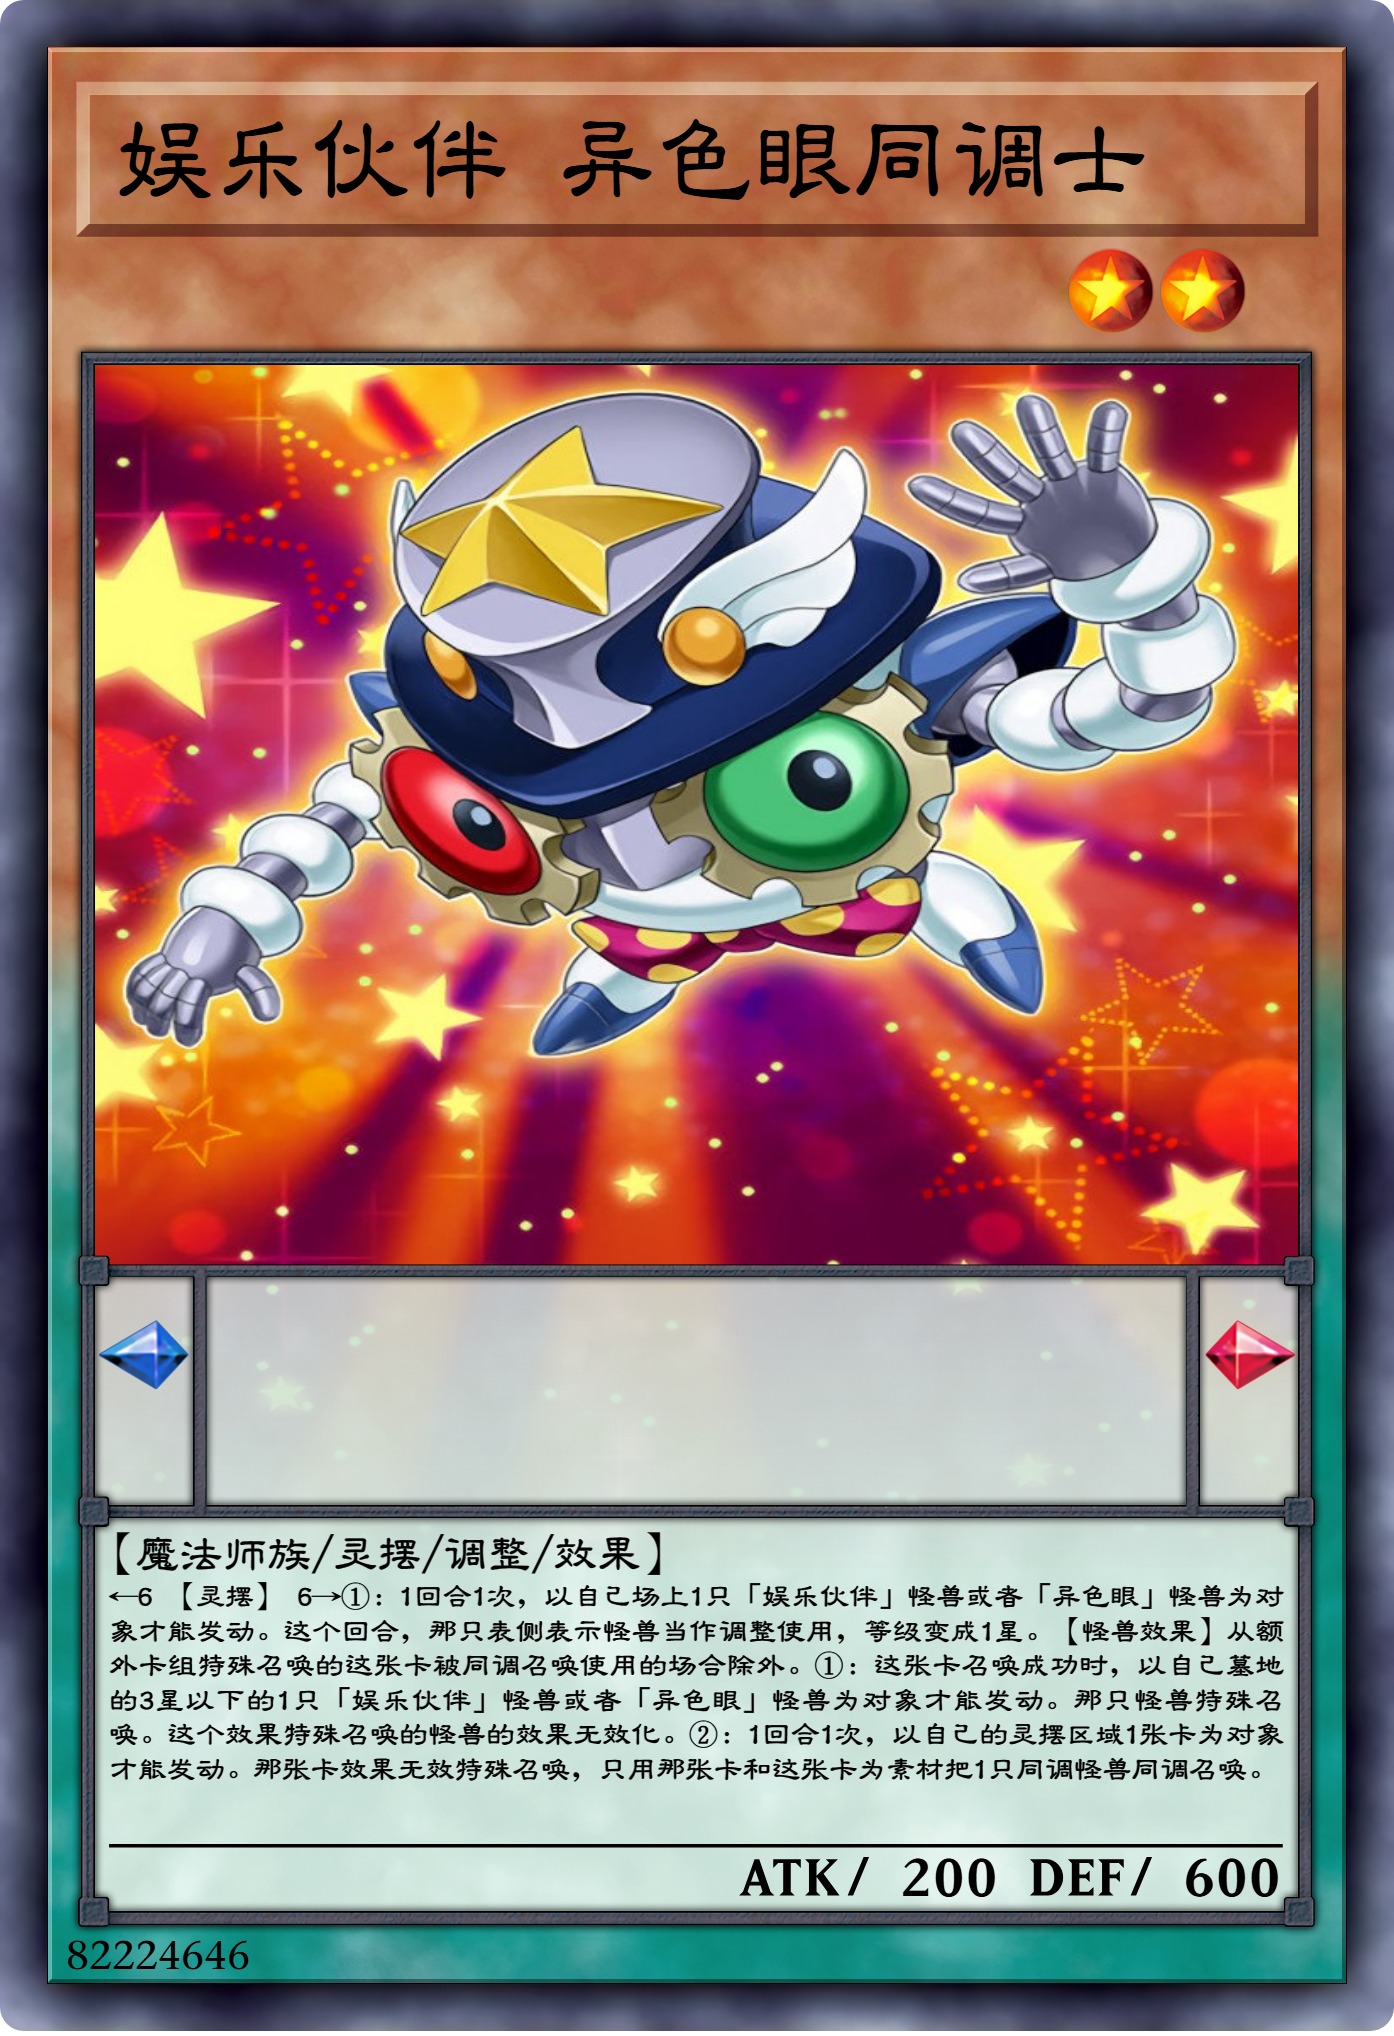 娱乐伙伴 异色眼同调士
【魔法师族/灵摆/调整/效果】
←6 【灵摆】 6→①：1回合1次，以自己场上1只「娱乐伙伴」怪兽或者「异色眼」怪兽为对
象才能发动。这个回合，那只表侧表示怪兽当作调整使用，等级变成1星。【怪兽效果】从额
外卡组特殊召唤的这张卡被同调召唤使用的场合除外。①：这张卡召唤成功时，以自己墓地
的3星以下的1只「娱乐伙伴」怪兽或者「异色眼」怪兽为对象才能发动。那只怪兽特殊召
唤。这个效果特殊召唤的怪兽的效果无效化。②：1回合1次，以自己的灵摆区域1张卡为对象
才能发动。那张卡效果无效特殊召唤，只用那张卡和这张卡为素材把1只同调怪兽同调召唤。
ATK/ 200 DEF/ 600
82224646